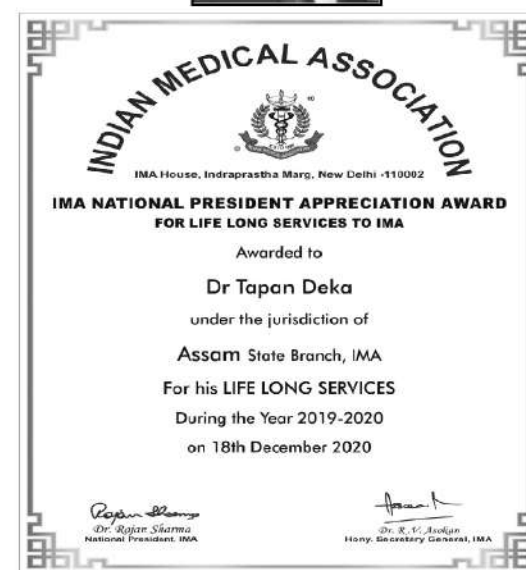 INDIAN MEDICAL ASSOCIATION
IMA House, Indraprastha Marg, New Delhi -110002
IMA NATIONAL PRESIDENT APPRECIATION AWARD
FOR LIFE LONG SERVICES TO IMA
Awarded to
Dr Tapan Deka
under the jurisdiction of
Assam State Branch, IMA
For his LIFE LONG SERVICES
During the Year 2019-2020
on 18th December 2020
Dr. Rajan Sharma
National President, IMA
Dr. R.V. Asokan
Hony. Secretary General, IMA